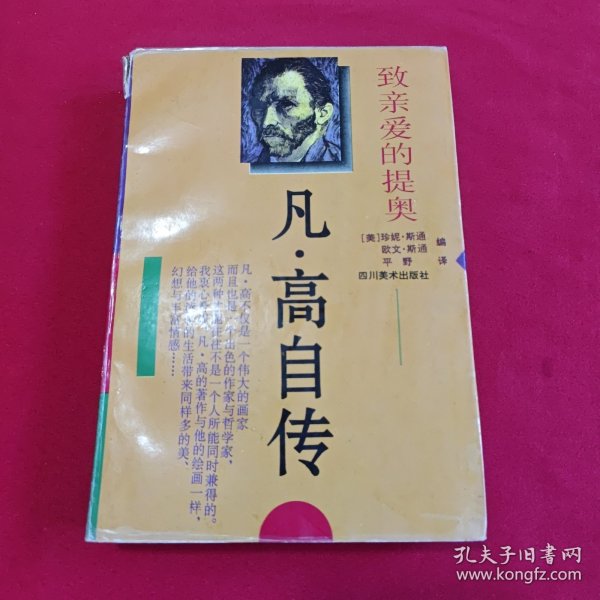 致亲爱的提奥
[美]珍妮·斯通
欧文·斯通
编
平野 译
四川美术出版社
凡·高自传
凡·高不仅是一个伟大的画家
而且也是一个出色的作家与哲学家,
这两种才能往往不是一个人所能同时兼得的。
我衷心 凡·高的著作与他的绘画一样,
给他的 的生活带来同样多的美、
幻想与丰富情感……
孔夫子旧书网
www.kongfz.com